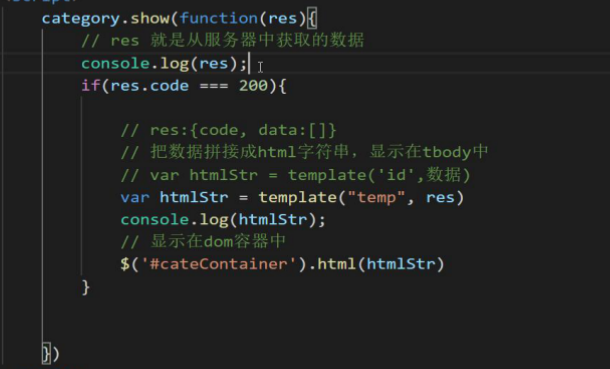 category.show(function(res){
// res 就是从服务器中获取的数据
console.log(res);
if(res.code === 200){
// res:{code, data:[]}
// 把数据拼接成html字符串，显示在tbody中
// var htmlStr = template('id',数据)
var htmlStr = template("temp", res)
console.log(htmlStr);
// 显示在dom容器中
$('#cateContainer').html(htmlStr)
}
})